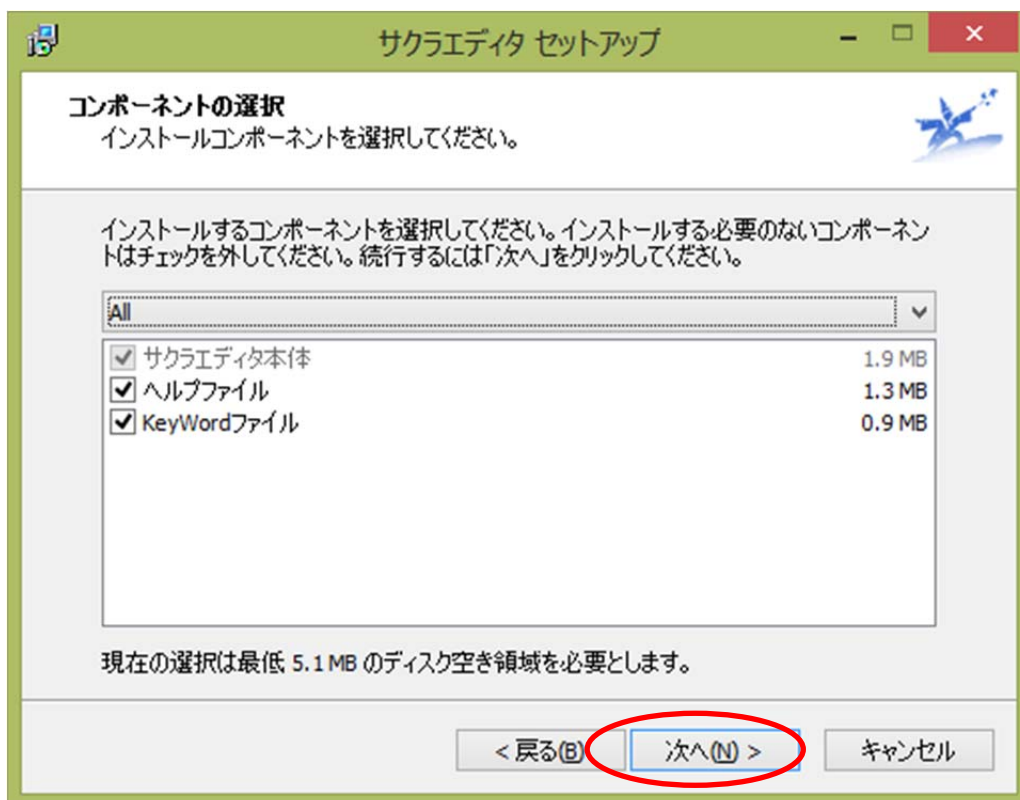 サクラエディタ セットアップ
コンポーネントの選択
インストールコンポーネントを選択してください。
インストールするコンポーネントを選択してください。インストールする必要のないコンポーネン
トはチェックを外してください。続行するには「次へ」をクリックしてください。
All
サクラエディタ本体 1.9 MB
ヘルプファイル 1.3 MB
KeyWordファイル 0.9 MB
現在の選択は最低 5.1 MB のディスク空き領域を必要とします。
< 戻る(B) 次へ(N) > キャンセル